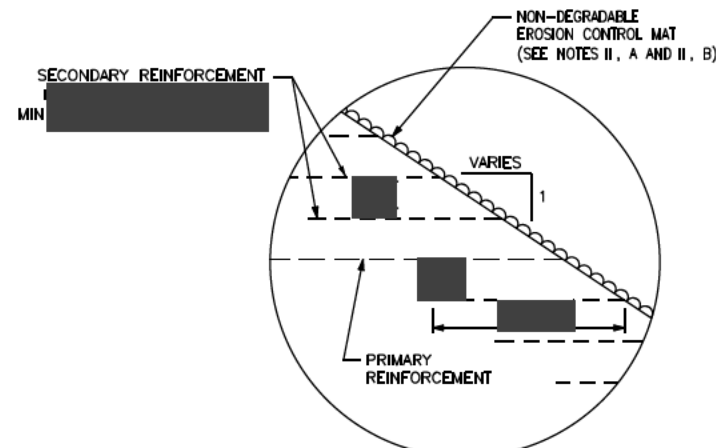 NON-DEGRADABLE
EROSION CONTROL MAT
(SEE NOTES II, A AND II, B)
SECONDARY REINFORCEMENT
MIN
VARIES
1
PRIMARY
REINFORCEMENT